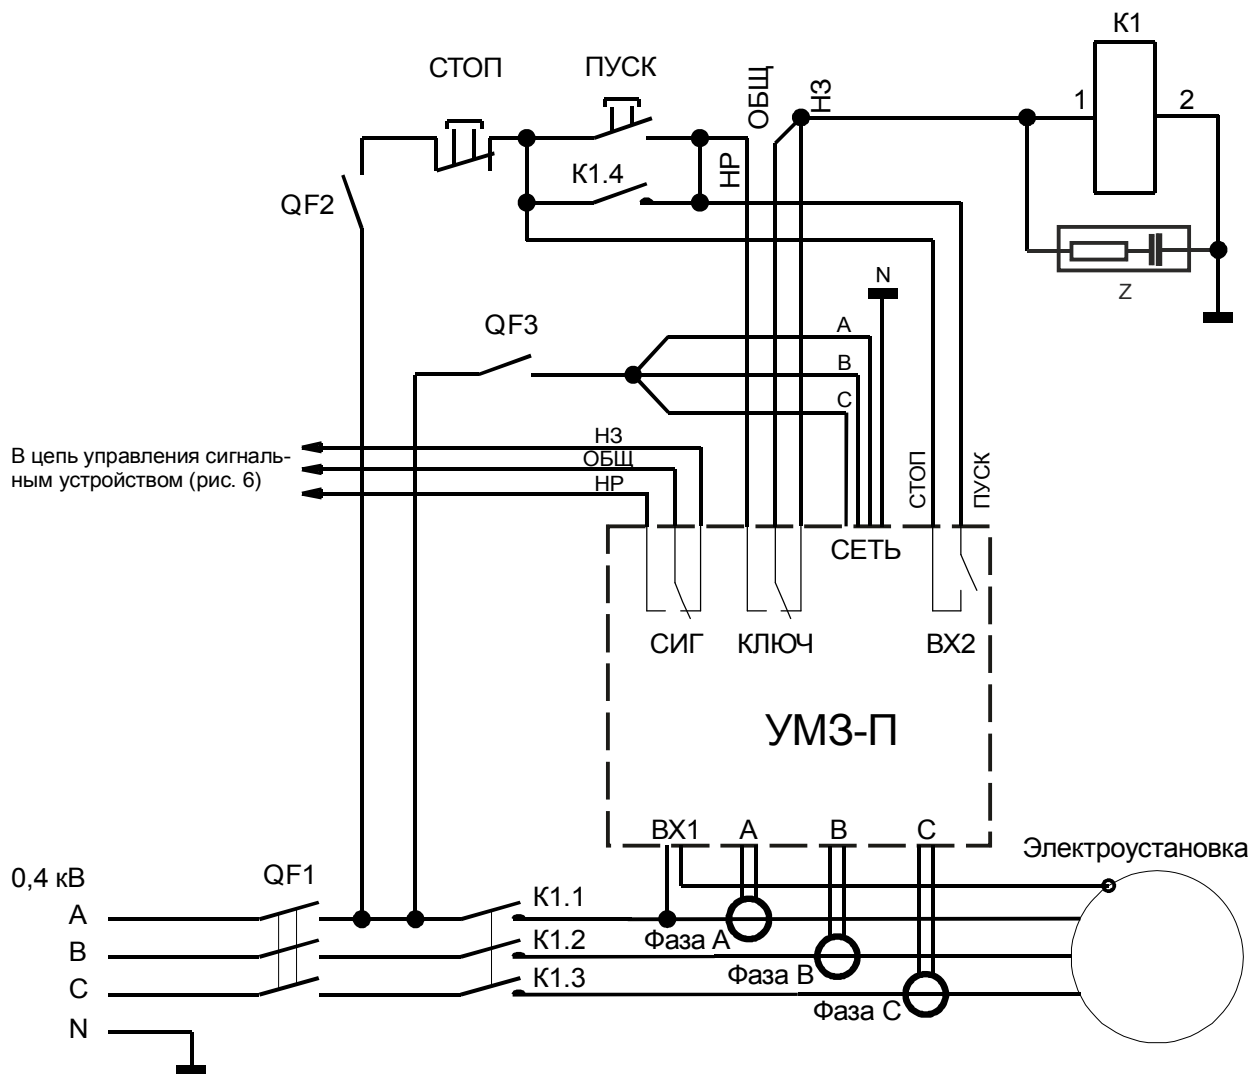 К1
СТОП
ПУСК
ОБЩ
НЗ
1
2
К1.4
НР
QF2
Z
N
QF3
А
В
С
В цепь управления сигналь-
ным устройством (рис. 6)
НЗ
ОБЩ
НР
СТОП
ПУСК
СЕТЬ
СИГ
КЛЮЧ
ВХ2
УМЗ-П
ВХ1
А
В
С
Электроустановка
0,4 кВ
QF1
А
К1.1
Фаза А
В
К1.2
Фаза В
С
К1.3
Фаза С
N